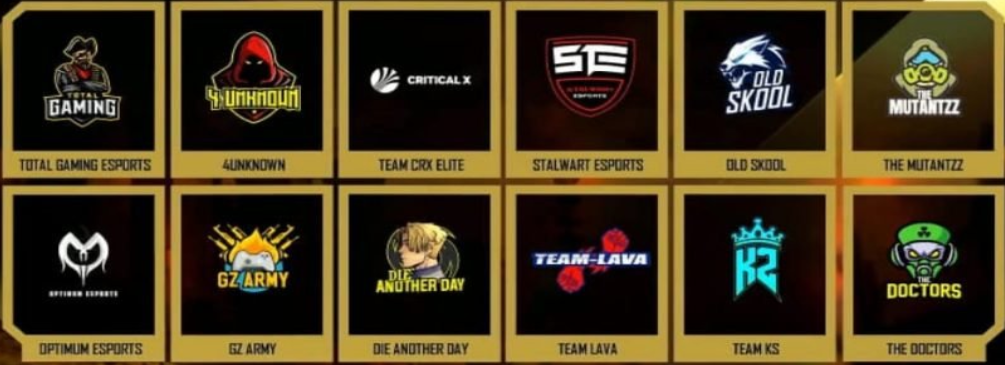 TOTAL
GAMING
4UNKNOWN
CRITICAL X
STE
ESPORTS
OLD
SKOOL
THE
MUTANTZZ
TOTAL GAMING ESPORTS
4UNKNOWN
TEAM CRX ELITE
STALWART ESPORTS
OLD SKOOL
THE MUTANTZZ
OPTIMUM ESPORTS
GZ ARMY
DIE
ANOTHER DAY
TEAM-LAVA
KS
THE
DOCTORS
OPTIMUM ESPORTS
GZ ARMY
DIE ANOTHER DAY
TEAM LAVA
TEAM KS
THE DOCTORS